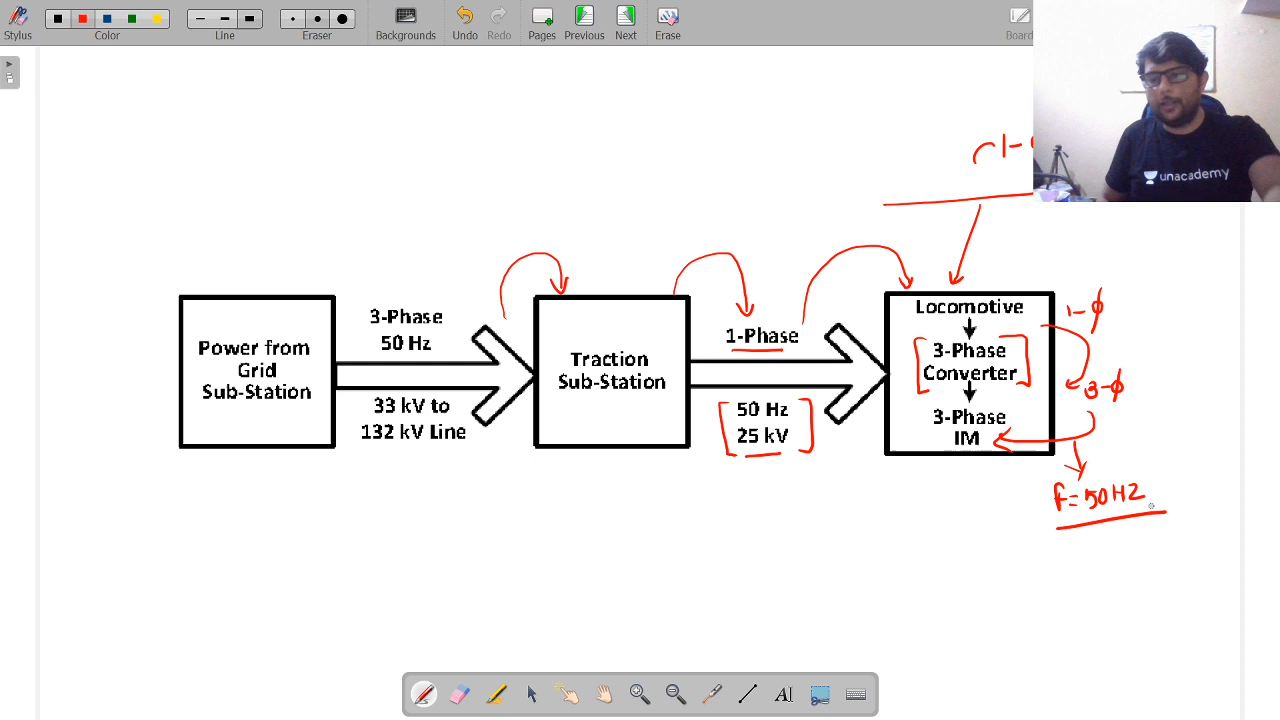 Stylus
Color
Line
Eraser
Backgrounds
Undo
Redo
Pages
Previous
Next
Erase
Board
unacademy
Power from
Grid
Sub-Station
3-Phase
50 Hz
33 kV to
132 kV Line
Traction
Sub-Station
1-Phase
50 Hz
25 kV
Locomotive
3-Phase
Converter
3-Phase
IM
1-ϕ
3-ϕ
f=50HZ
AI